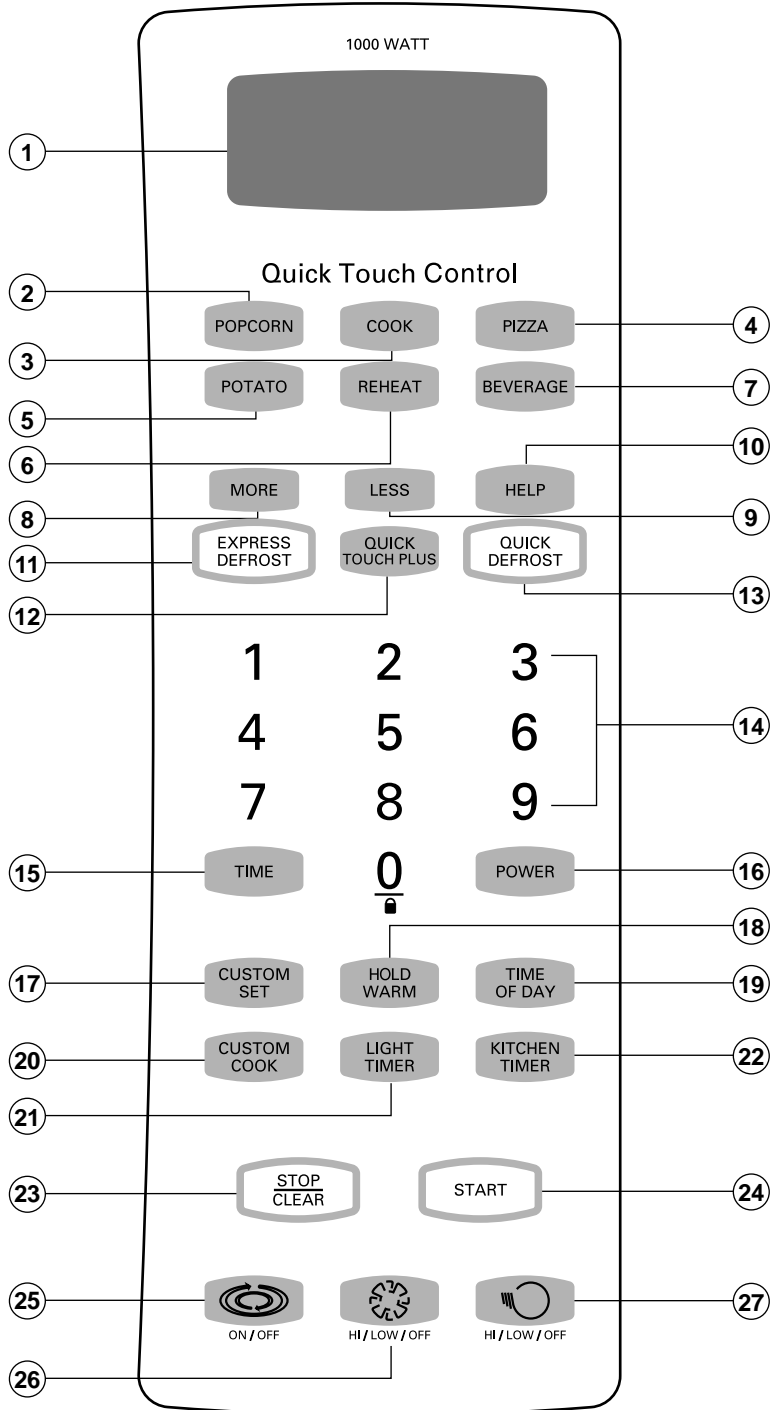 1000 WATT
1
Quick Touch Control
2
POPCORN
COOK
PIZZA
4
3
POTATO
REHEAT
BEVERAGE
7
5
6
10
MORE
LESS
HELP
8
9
EXPRESS
DEFROST
QUICK
TOUCH PLUS
QUICK
DEFROST
11
12
13
1 2 3
4 5 6
14
7 8 9
15
TIME
0
POWER
16
18
17
CUSTOM
SET
HOLD
WARM
TIME
OF DAY
19
20
CUSTOM
COOK
LIGHT
TIMER
KITCHEN
TIMER
22
21
23
STOP
CLEAR
START
24
25
ON / OFF
HI / LOW / OFF
HI / LOW / OFF
27
26